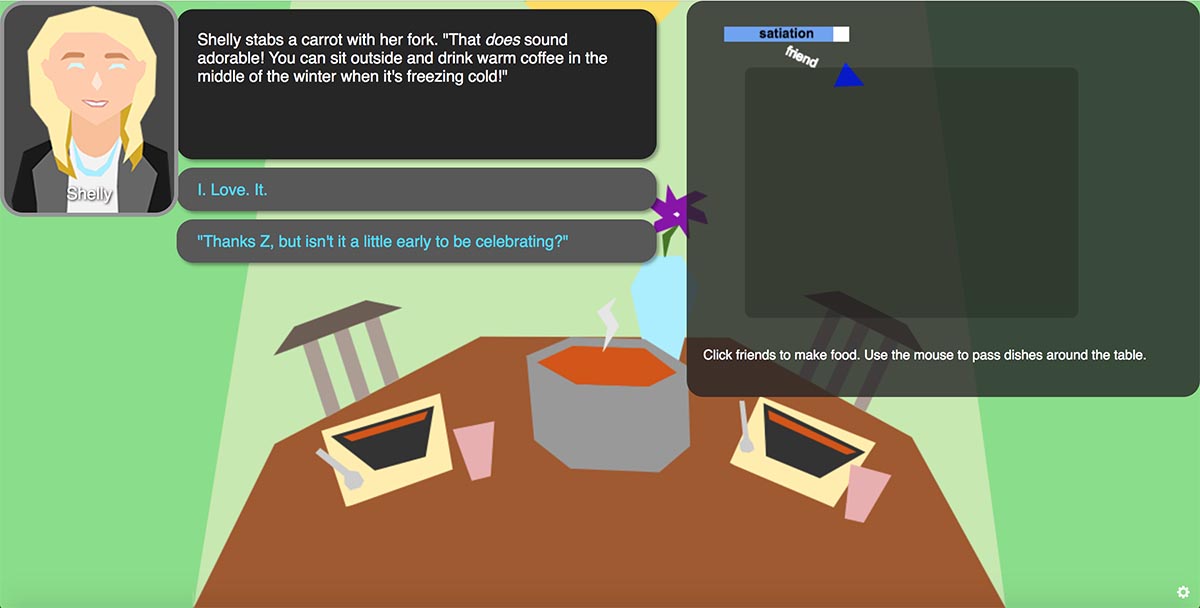 Shelly stabs a carrot with her fork. "That does sound
adorable! You can sit outside and drink warm coffee in the
middle of the winter when it's freezing cold!"
Shelly
I. Love. It.
"Thanks Z, but isn't it a little early to be celebrating?"
satiation
friend
Click friends to make food. Use the mouse to pass dishes around the table.